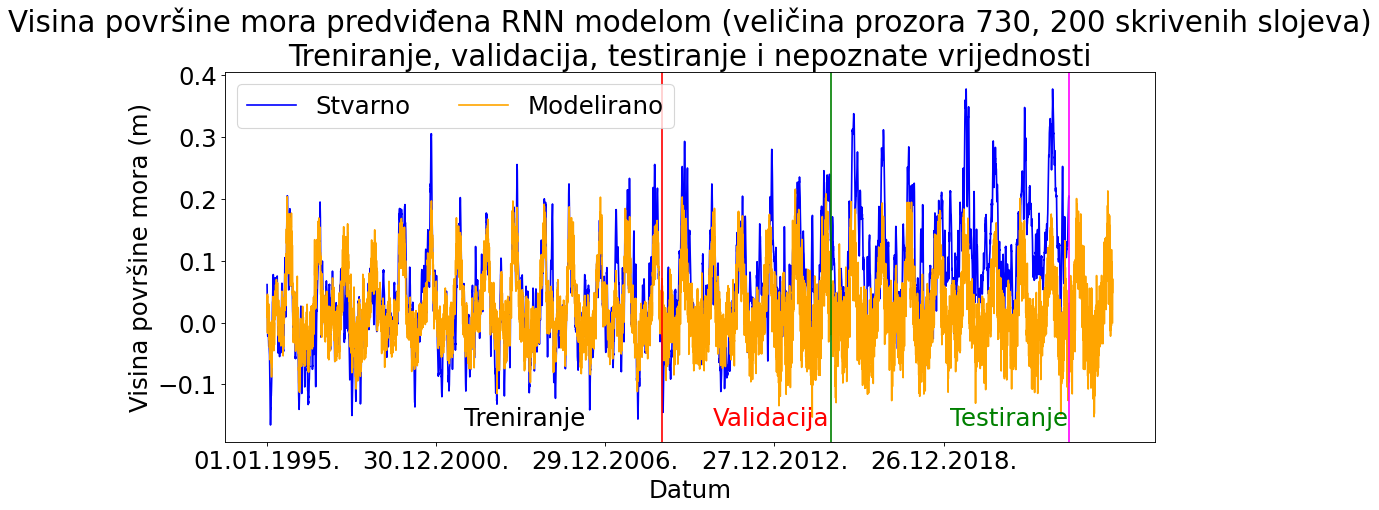 Visina površine mora predviđena RNN modelom (veličina prozora 730, 200 skrivenih slojeva)
Treniranje, validacija, testiranje i nepoznate vrijednosti
Stvarno
Modelirano
Visina površine mora (m)
0.4
0.3
0.2
0.1
0.0
−0.1
Treniranje
Validacija
Testiranje
01.01.1995.
30.12.2000.
29.12.2006.
27.12.2012.
26.12.2018.
Datum